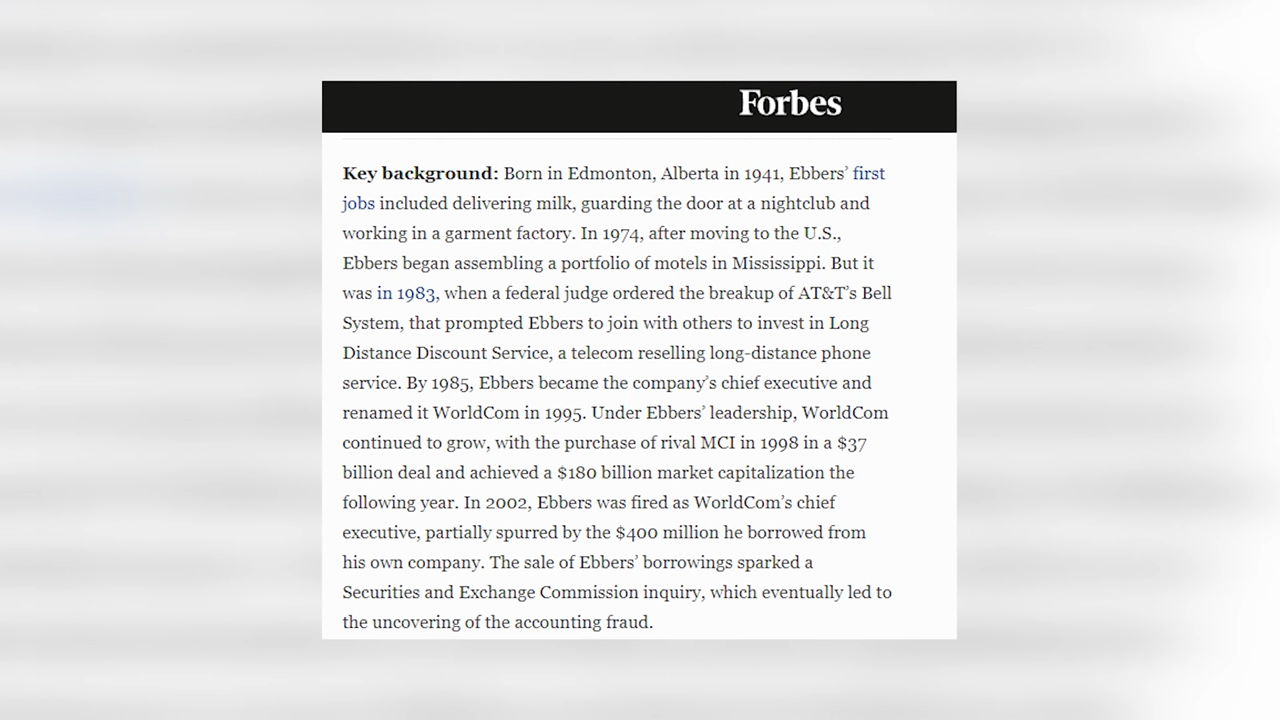 Forbes
Key background: Born in Edmonton, Alberta in 1941, Ebbers’ first
jobs included delivering milk, guarding the door at a nightclub and
working in a garment factory. In 1974, after moving to the U.S.,
Ebbers began assembling a portfolio of motels in Mississippi. But it
was in 1983, when a federal judge ordered the breakup of AT&T’s Bell
System, that prompted Ebbers to join with others to invest in Long
Distance Discount Service, a telecom reselling long-distance phone
service. By 1985, Ebbers became the company’s chief executive and
renamed it WorldCom in 1995. Under Ebbers’ leadership, WorldCom
continued to grow, with the purchase of rival MCI in 1998 in a $37
billion deal and achieved a $180 billion market capitalization the
following year. In 2002, Ebbers was fired as WorldCom’s chief
executive, partially spurred by the $400 million he borrowed from
his own company. The sale of Ebbers’ borrowings sparked a
Securities and Exchange Commission inquiry, which eventually led to
the uncovering of the accounting fraud.